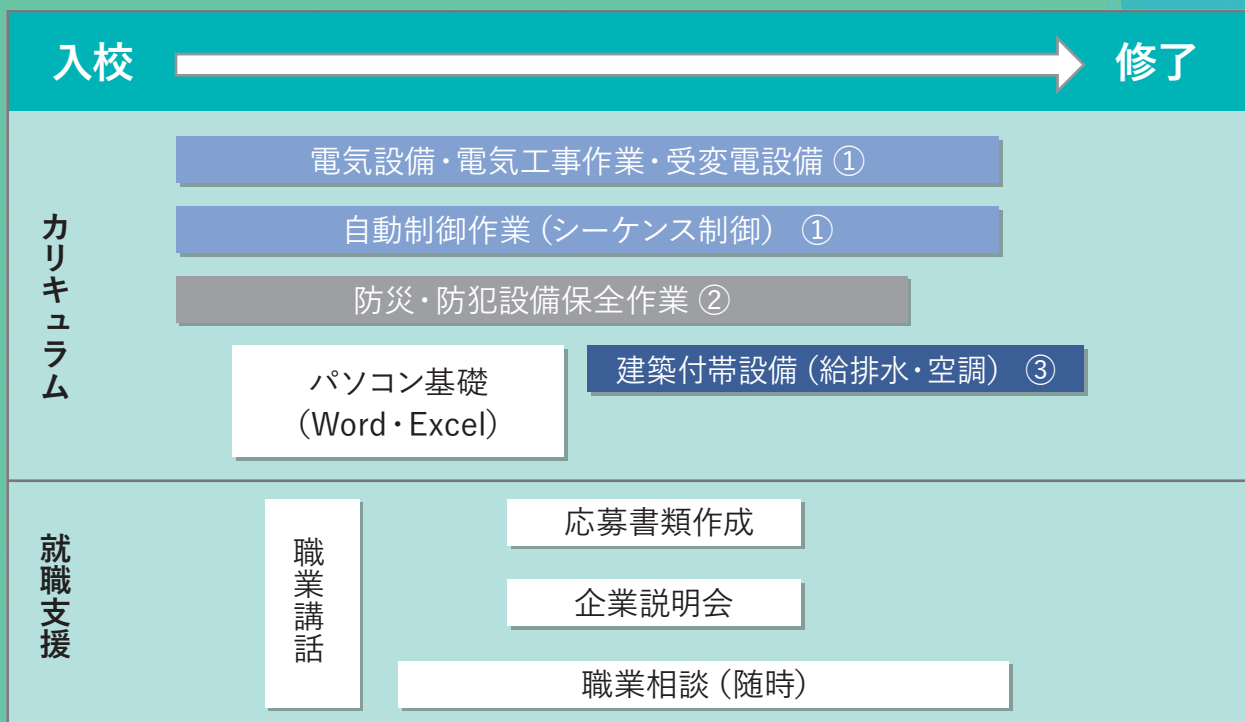 入校
修了
カリキュラム
電気設備・電気工事作業・受変電設備 ①
自動制御作業（シーケンス制御） ①
防災・防犯設備保全作業 ②
パソコン基礎
（Word・Excel）
建築付帯設備（給排水・空調） ③
就職支援
職業講話
応募書類作成
企業説明会
職業相談（随時）